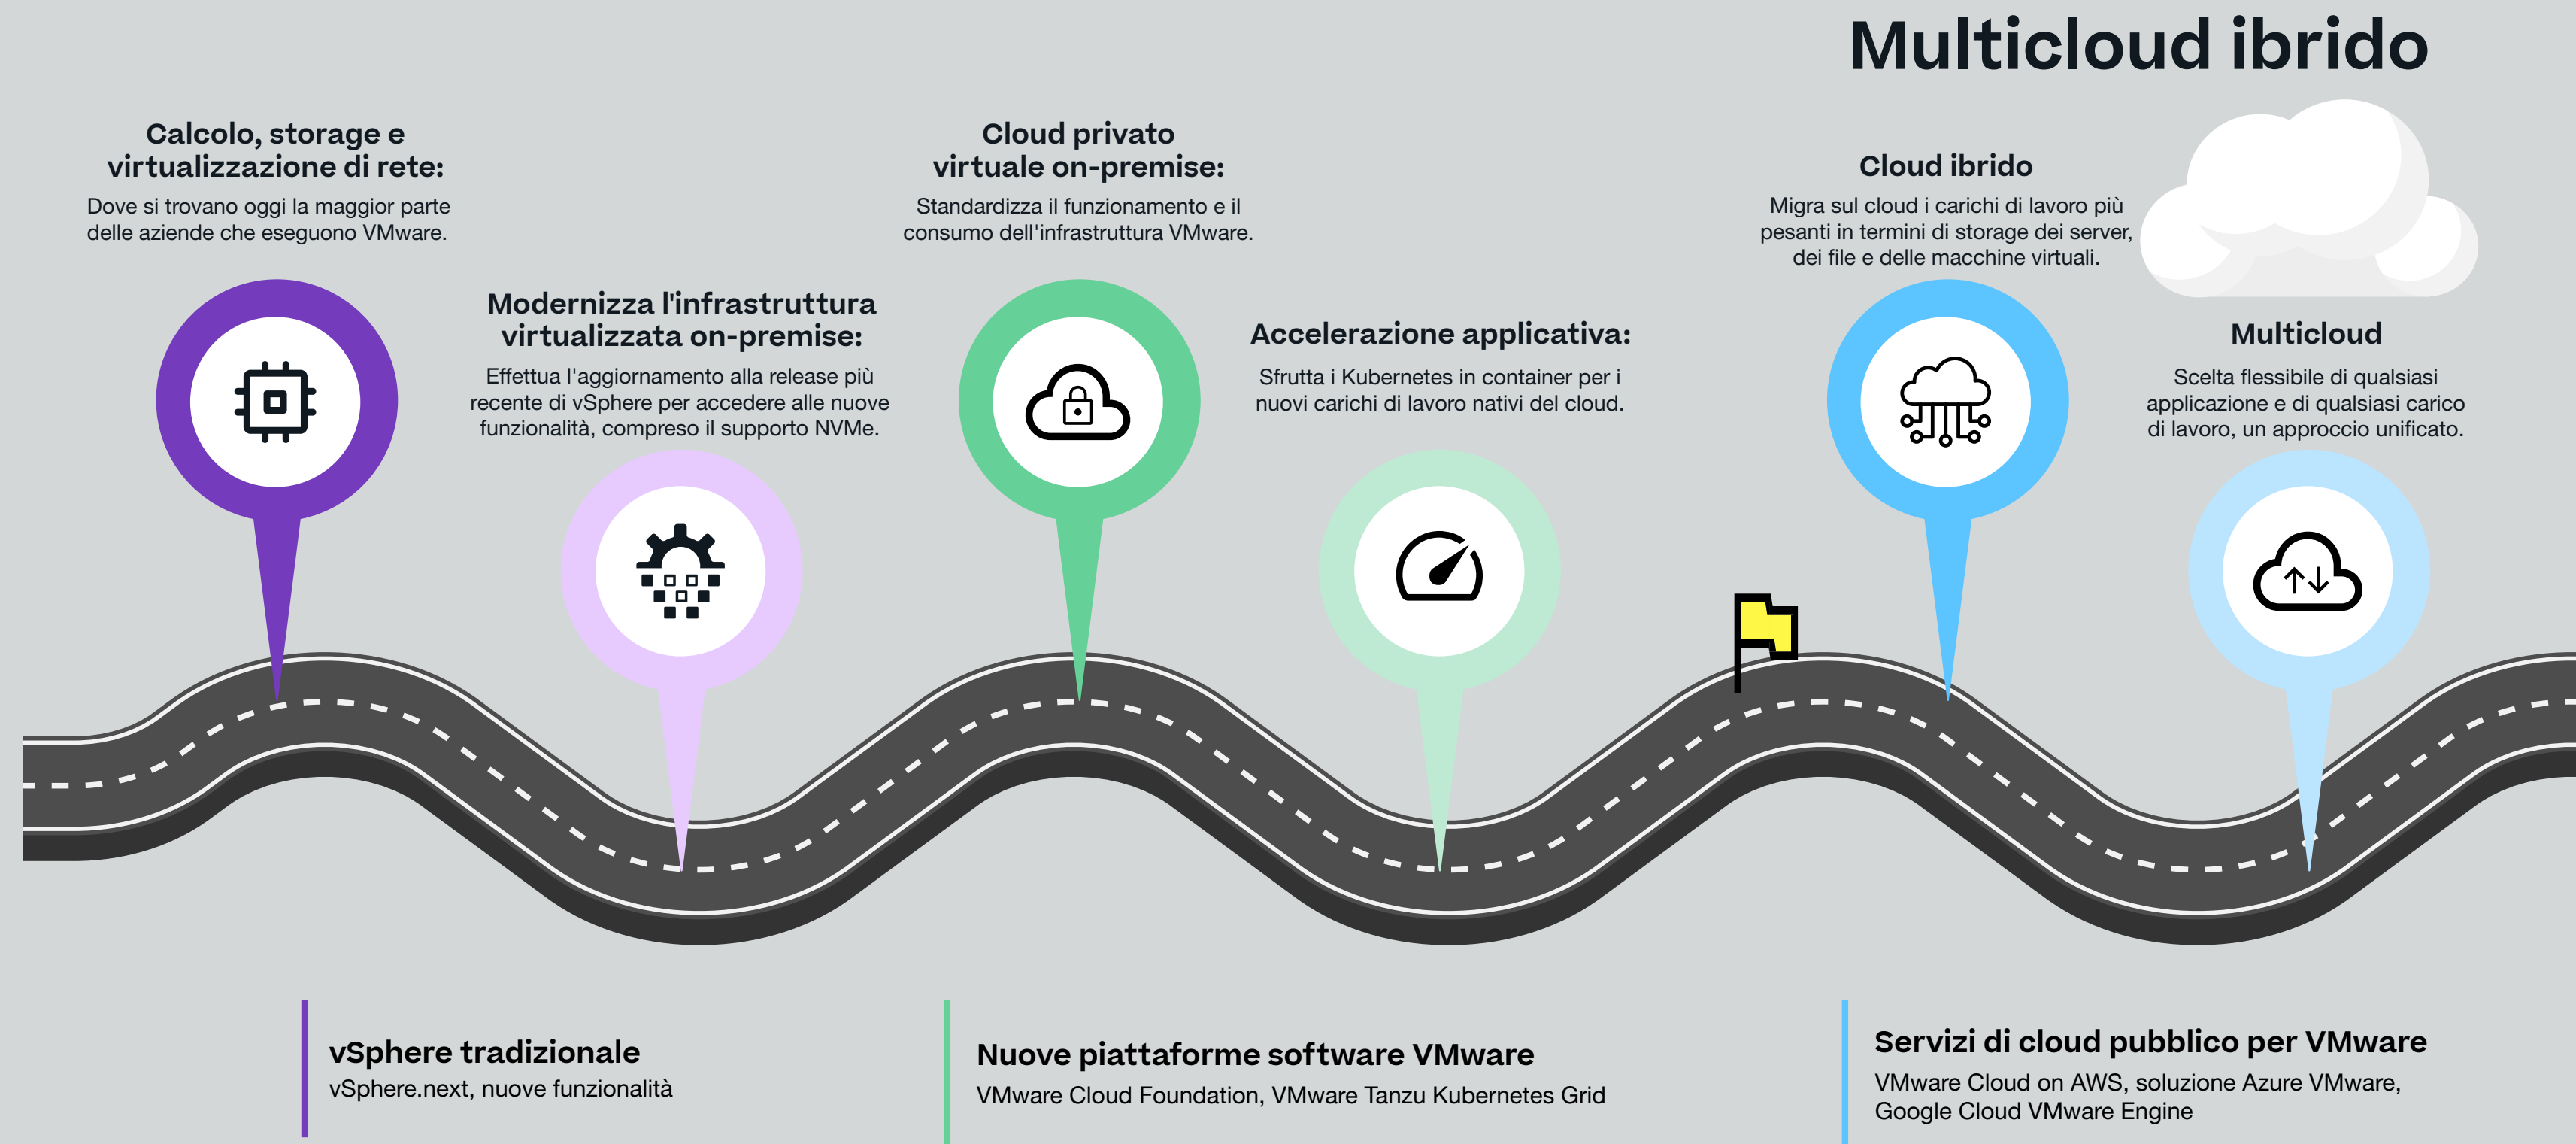 Multicloud ibrido
Calcolo, storage e
virtualizzazione di rete:
Dove si trovano oggi la maggior parte
delle aziende che eseguono VMware.
Modernizza l'infrastruttura
virtualizzata on-premise:
Effettua l'aggiornamento alla release più
recente di vSphere per accedere alle nuove
funzionalità, compreso il supporto NVMe.
Cloud privato
virtuale on-premise:
Standardizza il funzionamento e il
consumo dell'infrastruttura VMware.
Accelerazione applicativa:
Sfrutta i Kubernetes in container per i
nuovi carichi di lavoro nativi del cloud.
Cloud ibrido
Migra sul cloud i carichi di lavoro più
pesanti in termini di storage dei server,
dei file e delle macchine virtuali.
Multicloud
Scelta flessibile di qualsiasi
applicazione e di qualsiasi carico
di lavoro, un approccio unificato.
vSphere tradizionale
vSphere.next, nuove funzionalità
Nuove piattaforme software VMware
VMware Cloud Foundation, VMware Tanzu Kubernetes Grid
Servizi di cloud pubblico per VMware
VMware Cloud on AWS, soluzione Azure VMware,
Google Cloud VMware Engine